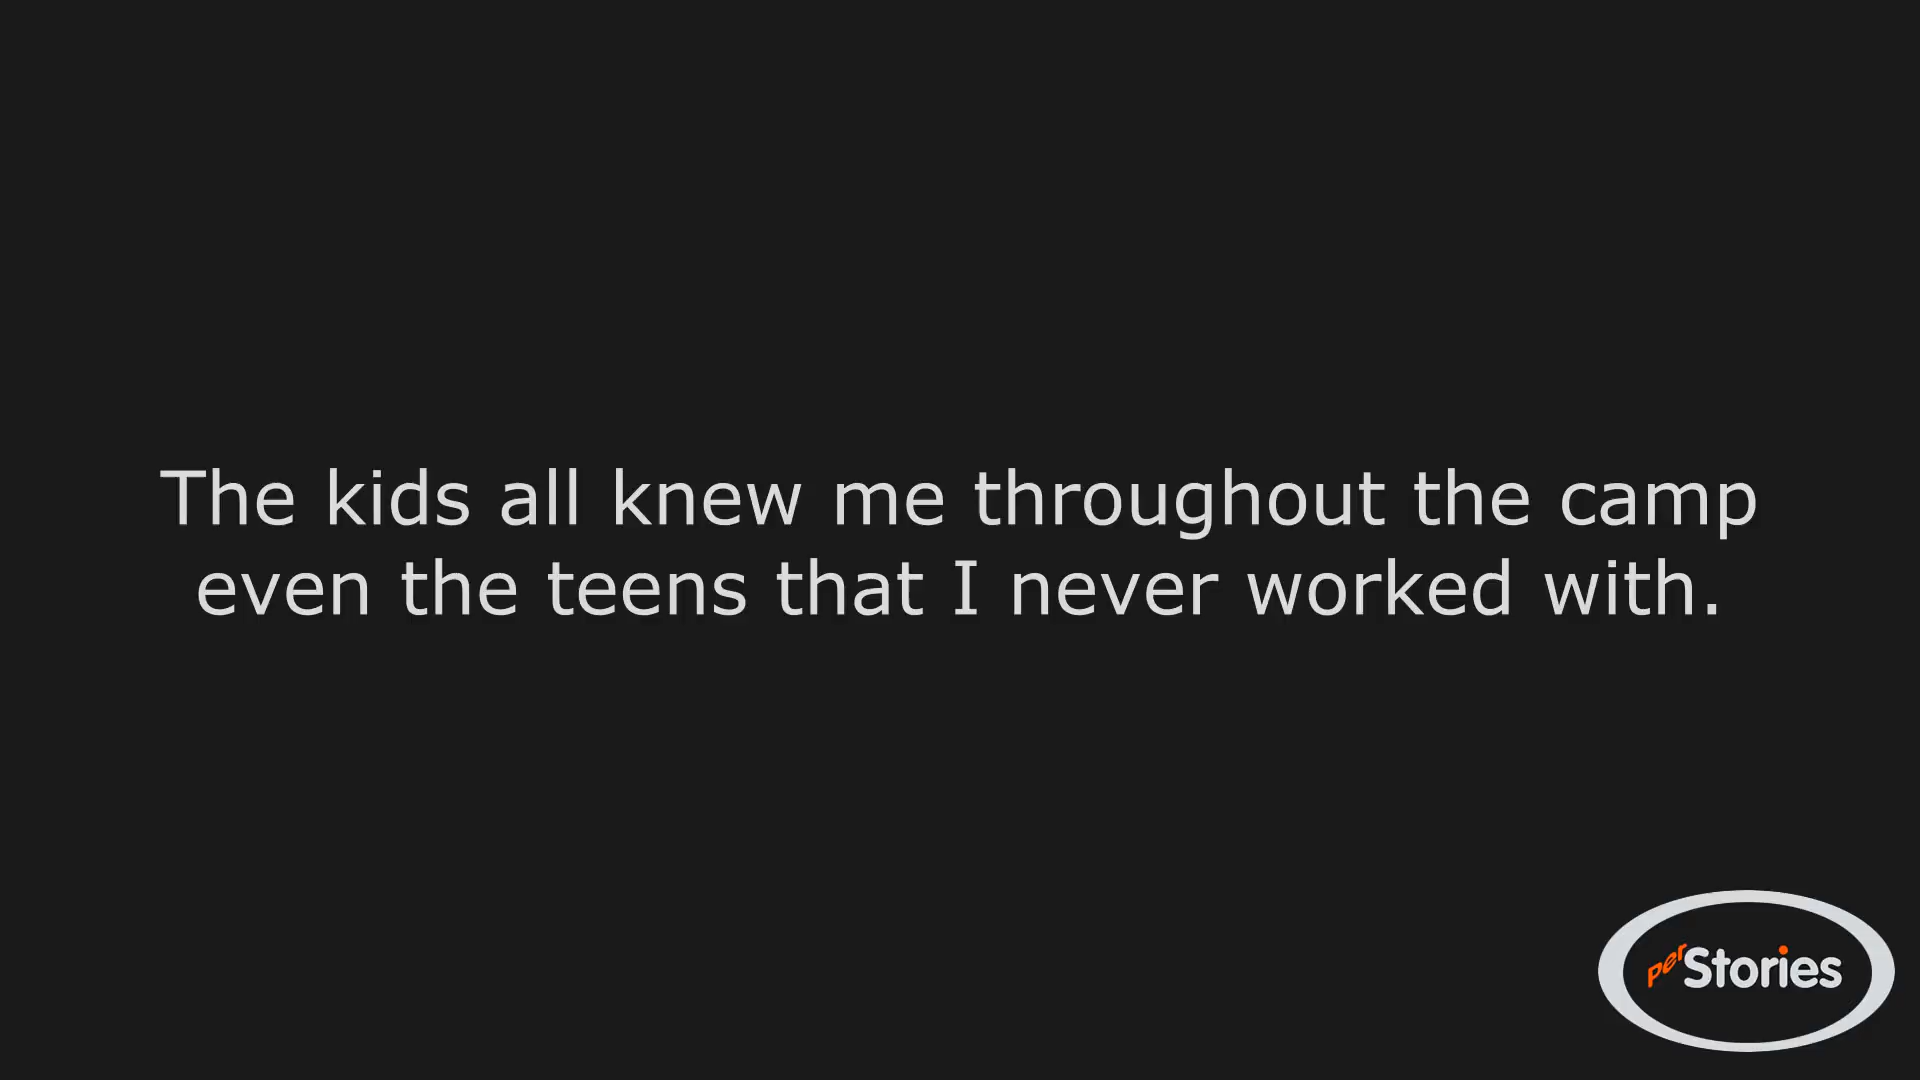 The kids all knew me throughout the camp
even the teens that I never worked with.
perStories